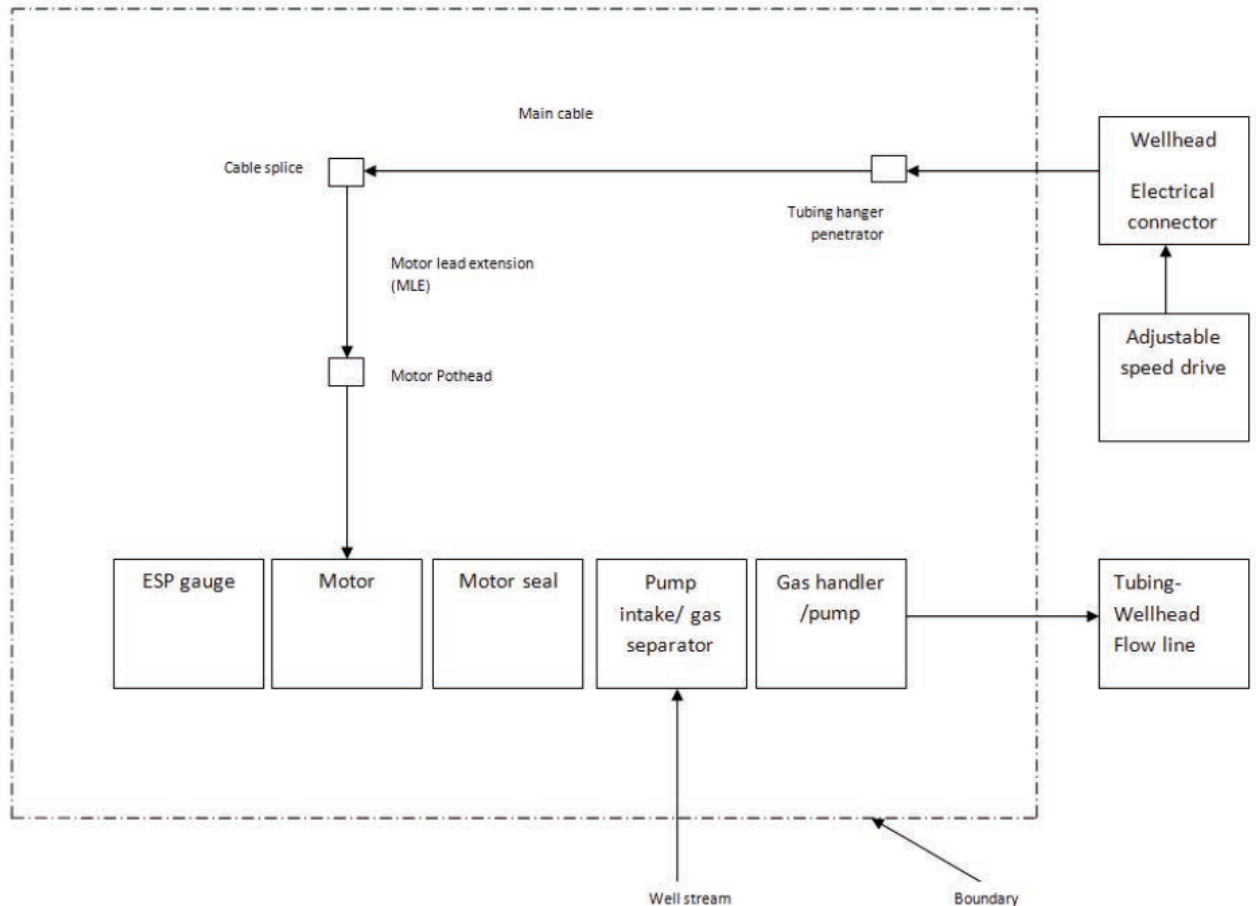 Main cable
Cable splice
Wellhead
Electrical
connector
Tubing hanger
penetrator
Motor lead extension
(MLE)
Adjustable
speed drive
Motor Pothead
ESP gauge
Motor
Motor seal
Pump
intake/ gas
separator
Gas handler
/pump
Tubing-
Wellhead
Flow line
Well stream
Boundary